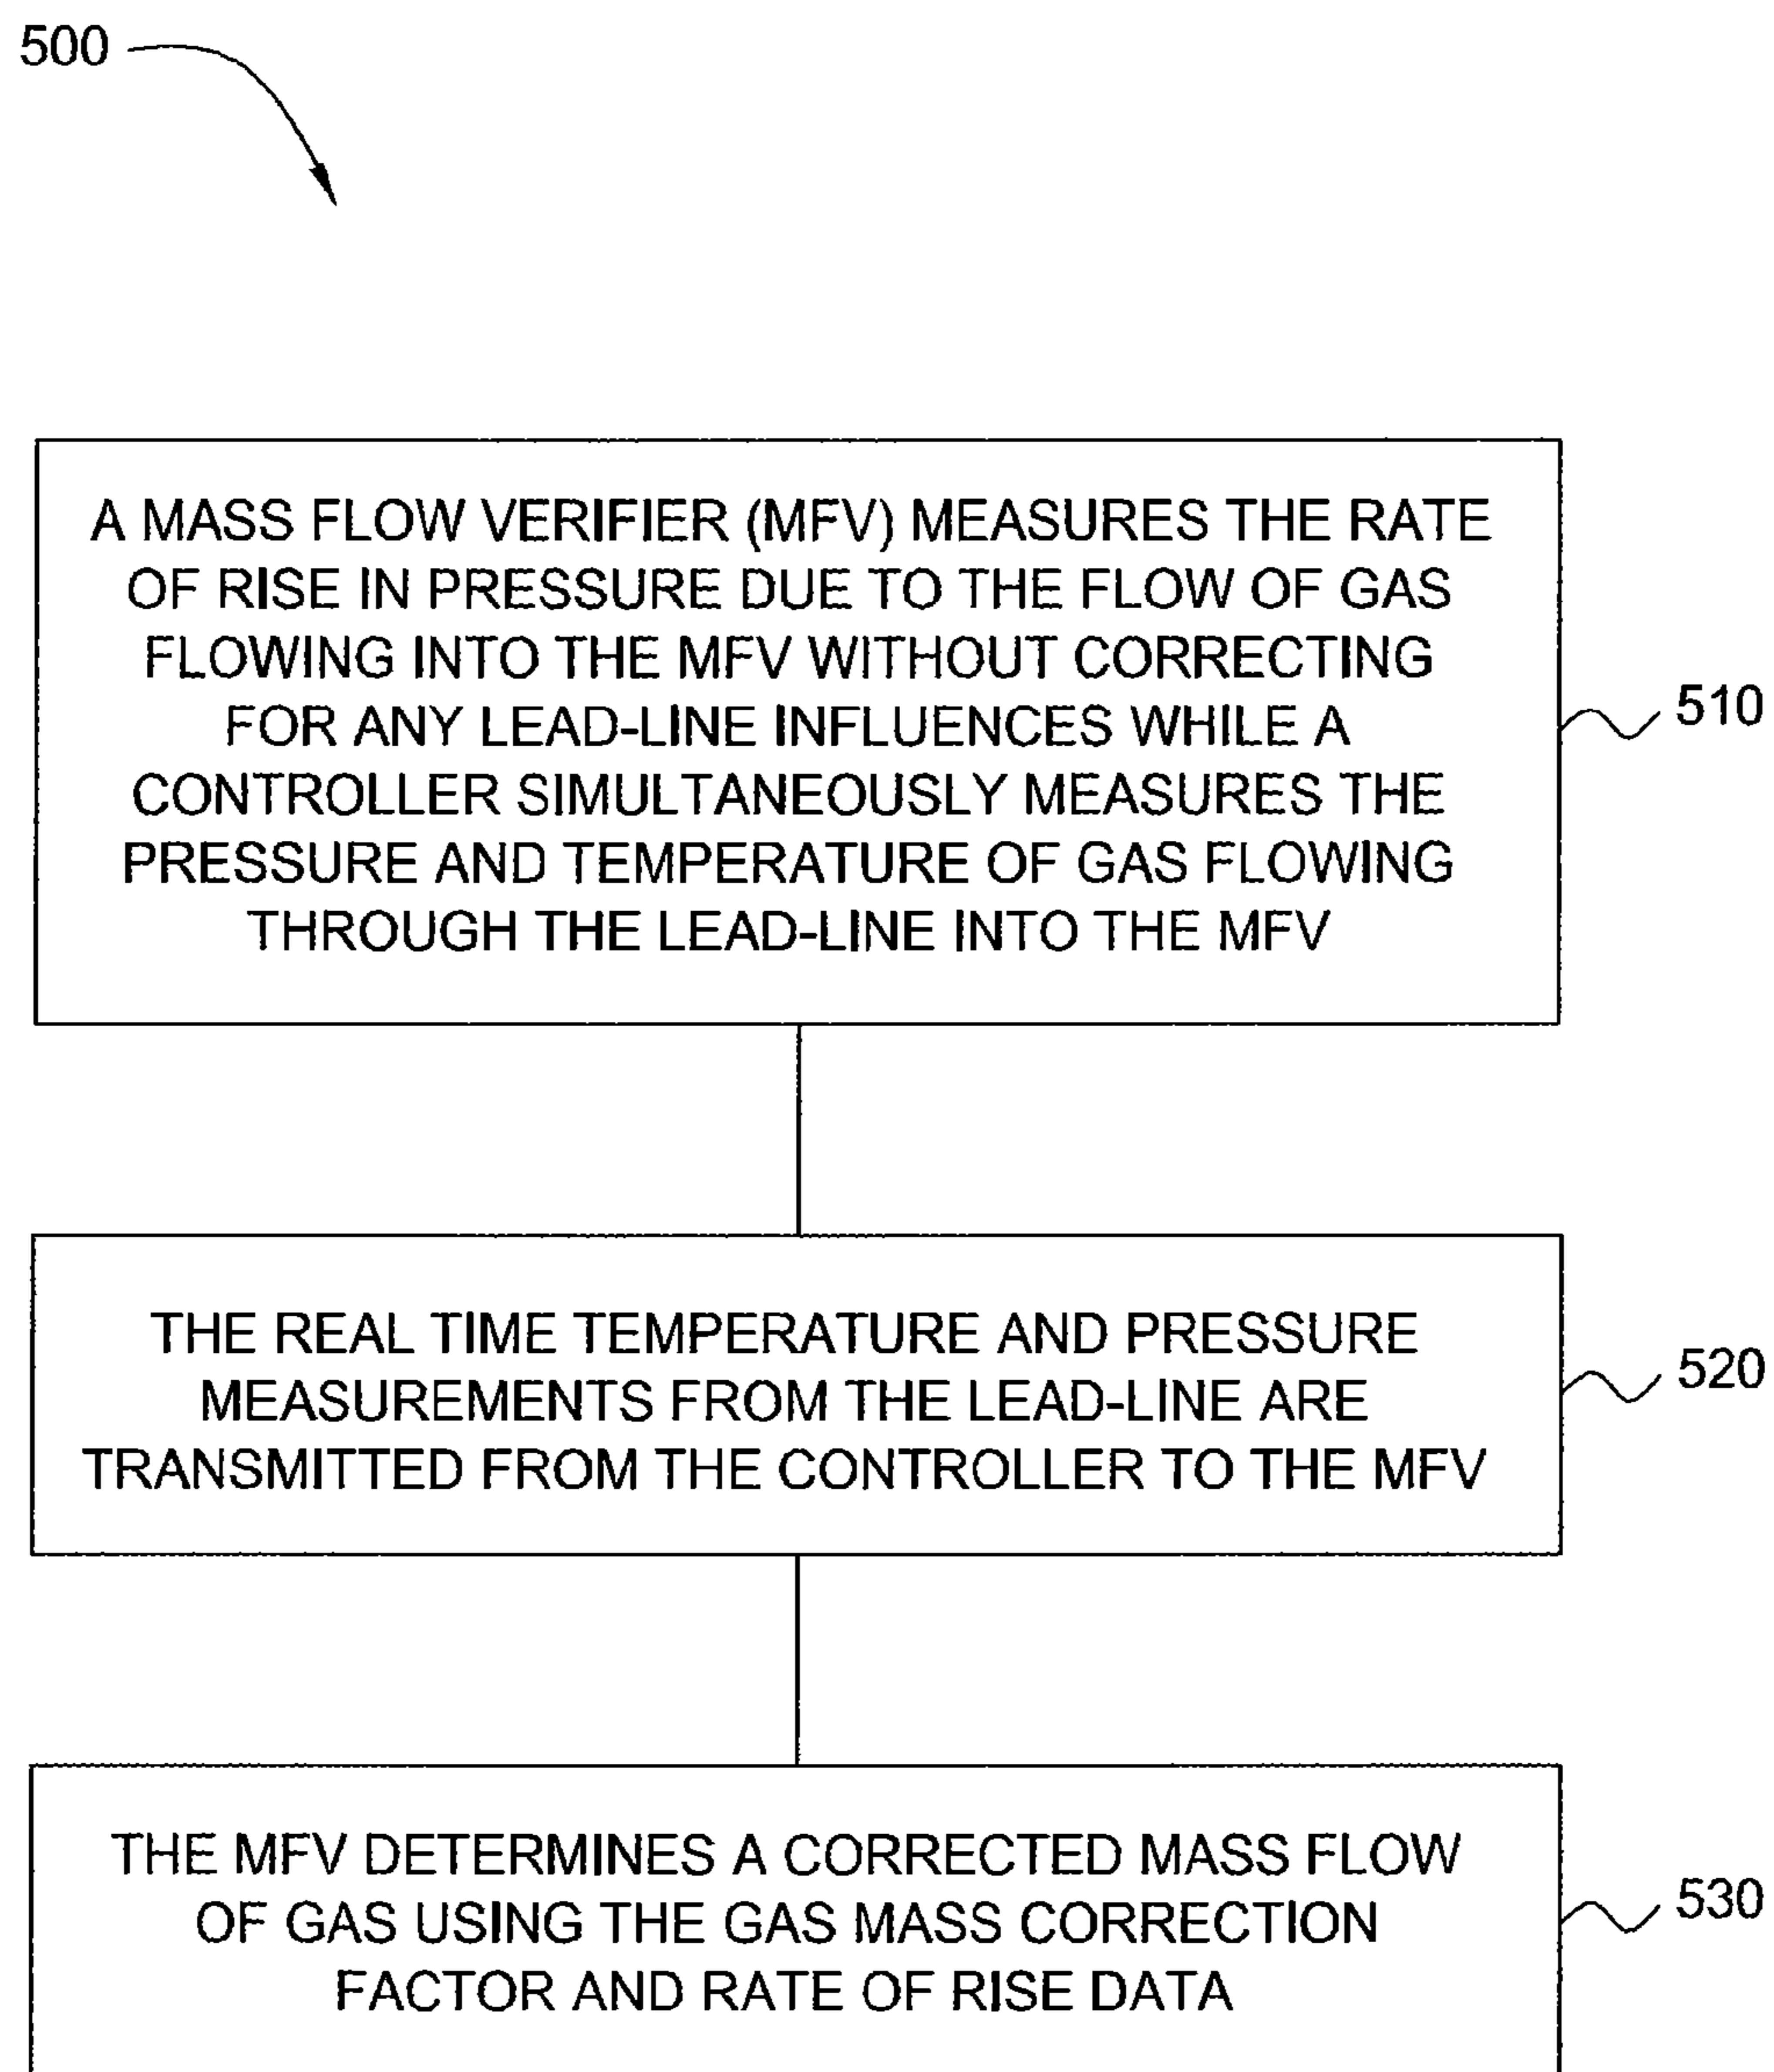 500
A MASS FLOW VERIFIER (MFV) MEASURES THE RATE
OF RISE IN PRESSURE DUE TO THE FLOW OF GAS
FLOWING INTO THE MFV WITHOUT CORRECTING
FOR ANY LEAD-LINE INFLUENCES WHILE A
CONTROLLER SIMULTANEOUSLY MEASURES THE
PRESSURE AND TEMPERATURE OF GAS FLOWING
THROUGH THE LEAD-LINE INTO THE MFV
510
THE REAL TIME TEMPERATURE AND PRESSURE
MEASUREMENTS FROM THE LEAD-LINE ARE
TRANSMITTED FROM THE CONTROLLER TO THE MFV
520
THE MFV DETERMINES A CORRECTED MASS FLOW
OF GAS USING THE GAS MASS CORRECTION
FACTOR AND RATE OF RISE DATA
530